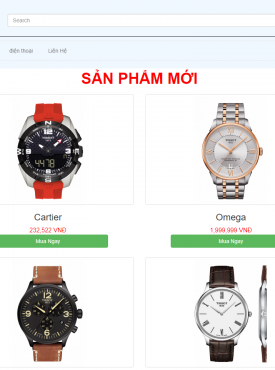 Search
điện thoại Liên Hệ
SẢN PHẨM MỚI
Cartier
232,522 VNĐ
Mua Ngay
Omega
1,999,999 VNĐ
Mua Ngay